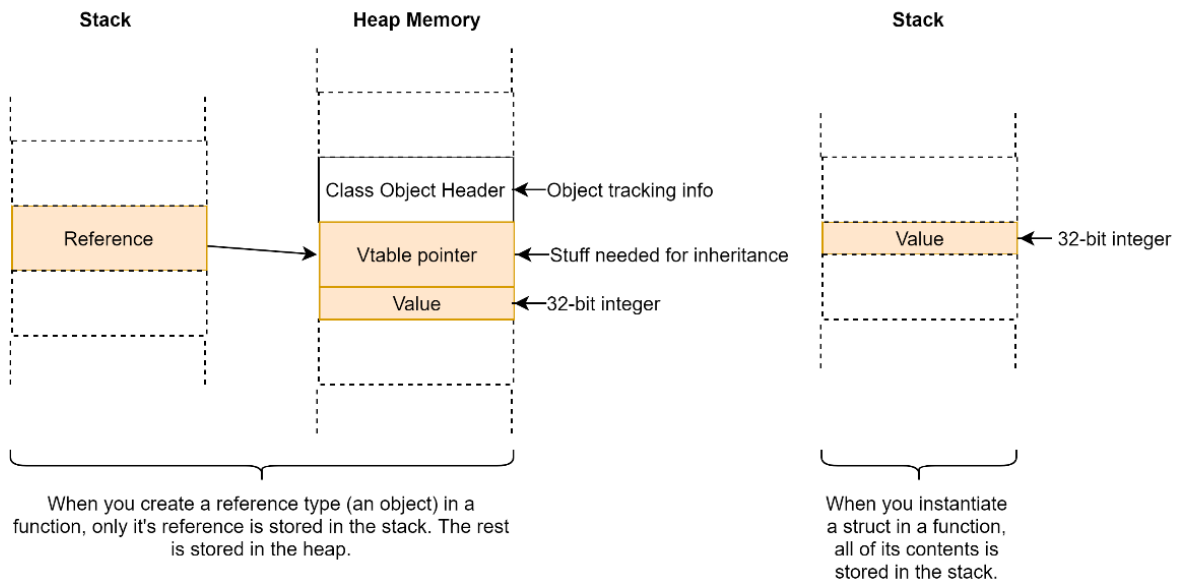 Stack
Heap Memory
Stack
Class Object Header
Object tracking info
Reference
Vtable pointer
Stuff needed for inheritance
Value
32-bit integer
Value
32-bit integer
When you create a reference type (an object) in a
function, only it's reference is stored in the stack. The rest
is stored in the heap.
When you instantiate
a struct in a function,
all of its contents is
stored in the stack.